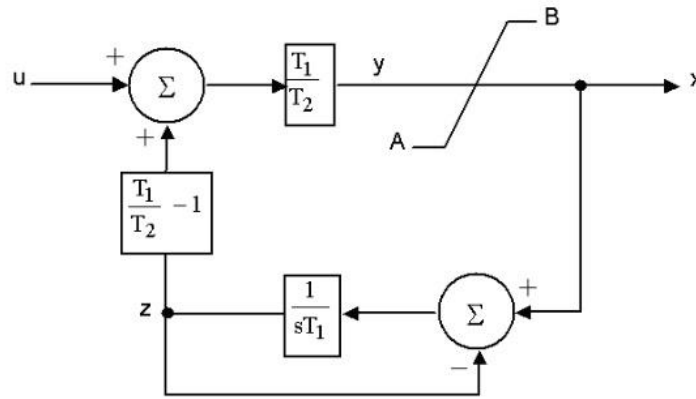 B
+
u
Σ
T₁
T₂
y
x
A
+
T₁
T₂
− 1
+
z
1
sT₁
Σ
−